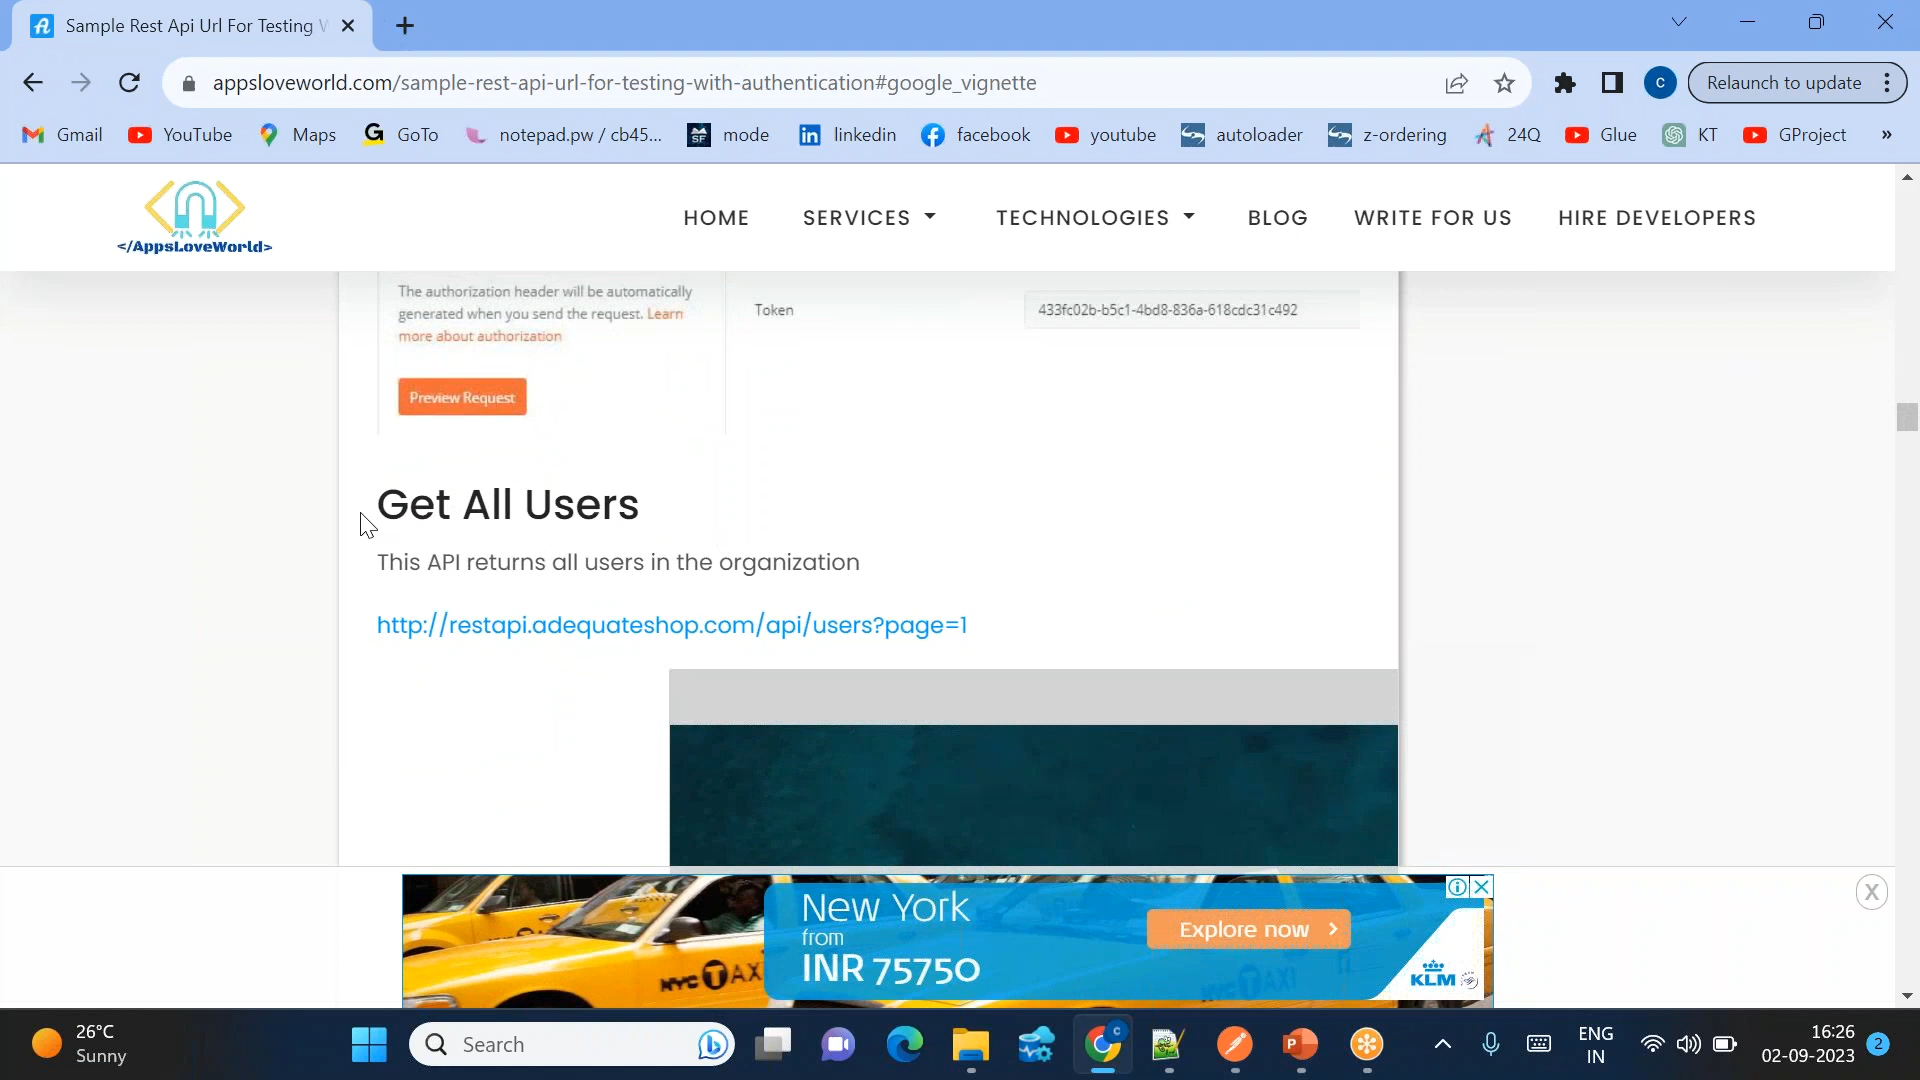 Sample Rest Api Url For Testing W
appsloveworld.com/sample-rest-api-url-for-testing-with-authentication#google_vignette
Relaunch to update
Gmail YouTube Maps GoTo notepad.pw / cb45... mode linkedin facebook youtube autoloader z-ordering 24Q Glue KT GProject »
</AppsLoveWorld>
HOME SERVICES TECHNOLOGIES BLOG WRITE FOR US HIRE DEVELOPERS
The authorization header will be automatically
generated when you send the request. Learn
more about authorization
Token 433fc02b-b5c1-4bd8-836a-618cdc31c492
Preview Request
Get All Users
This API returns all users in the organization
http://restapi.adequateshop.com/api/users?page=1
New York
from
INR 75750
Explore now
KLM
NYC TAXI
26°C
Sunny
Search
ENG
IN
16:26
02-09-2023
2